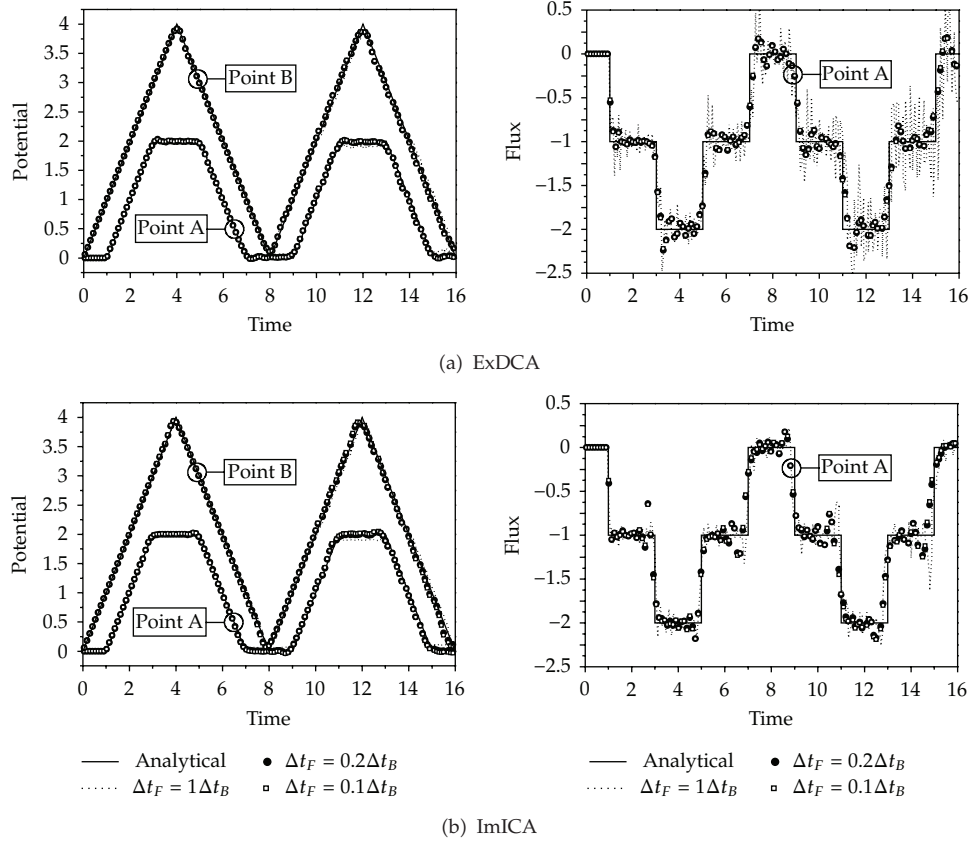 4
3.5
3
2.5
2
1.5
1
0.5
0
Potential
Point B
Point A
0 2 4 6 8 10 12 14 16
Time
0.5
0
−0.5
−1
−1.5
−2
−2.5
Flux
Point A
0 2 4 6 8 10 12 14 16
Time
(a) ExDCA
4
3.5
3
2.5
2
1.5
1
0.5
0
Potential
Point B
Point A
0 2 4 6 8 10 12 14 16
Time
0.5
0
−0.5
−1
−1.5
−2
−2.5
Flux
Point A
0 2 4 6 8 10 12 14 16
Time
Analytical
Δt_F = 0.2Δt_B
Δt_F = 1Δt_B
Δt_F = 0.1Δt_B
Analytical
Δt_F = 0.2Δt_B
Δt_F = 1Δt_B
Δt_F = 0.1Δt_B
(b) ImICA